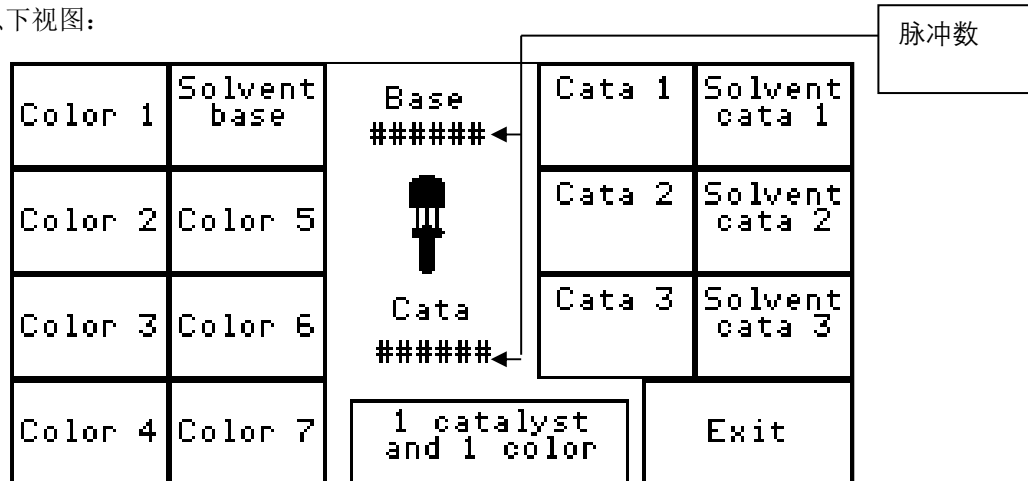 下视图：
脉冲数
Color 1
Solvent
base
Base
######
Cata 1
Solvent
cata 1
Color 2
Color 5
Cata 2
Solvent
cata 2
Color 3
Color 6
Cata
######
Cata 3
Solvent
cata 3
Color 4
Color 7
1 catalyst
and 1 color
Exit